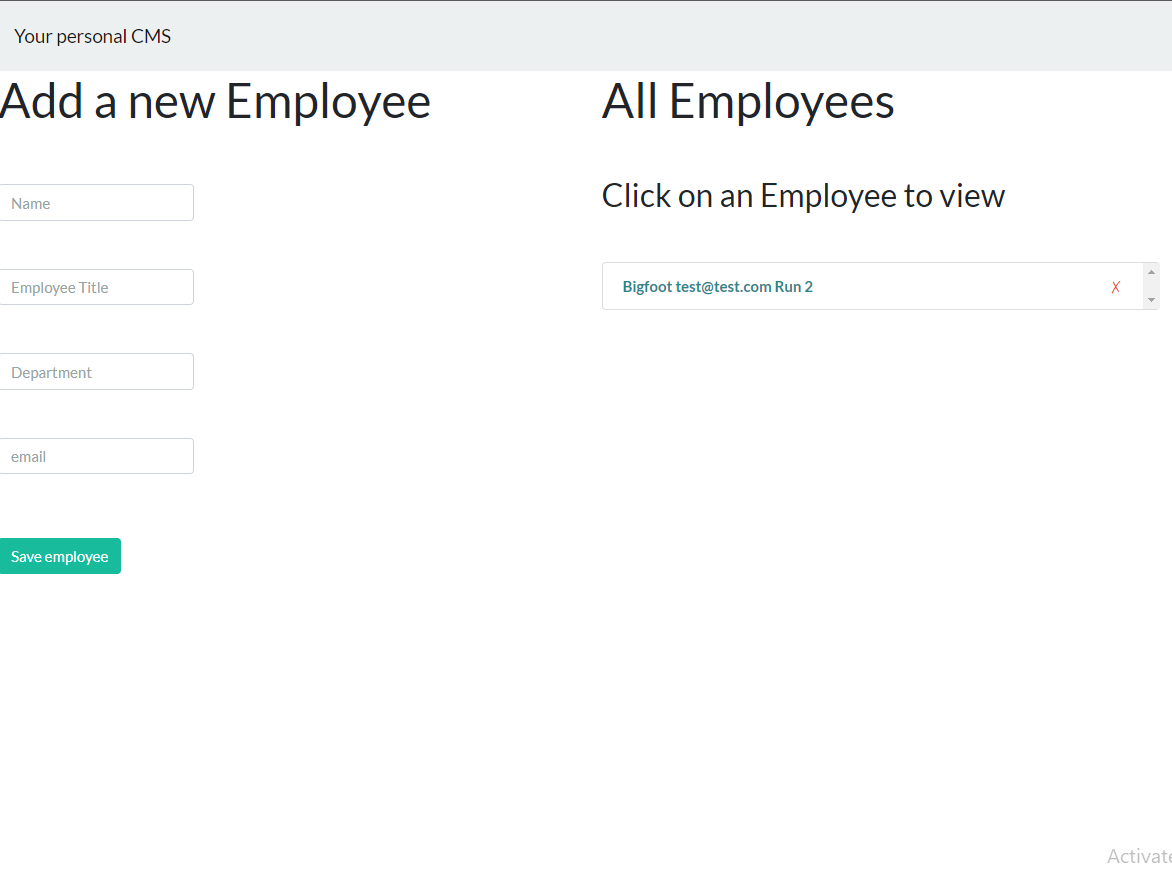 Your personal CMS
Add a new Employee
Name
Employee Title
Department
email
Save employee
All Employees
Click on an Employee to view
Bigfoot test@test.com Run 2 ✗
Activate